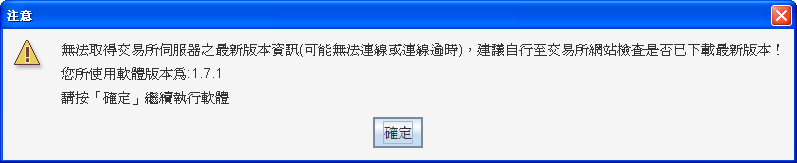 注意
無法取得交易所伺服器之最新版本資訊(可能無法連線或連線逾時)，建議自行至交易所網站檢查是否已下載最新版本！
您所使用軟體版本為:1.7.1
請按「確定」繼續執行軟體
確定